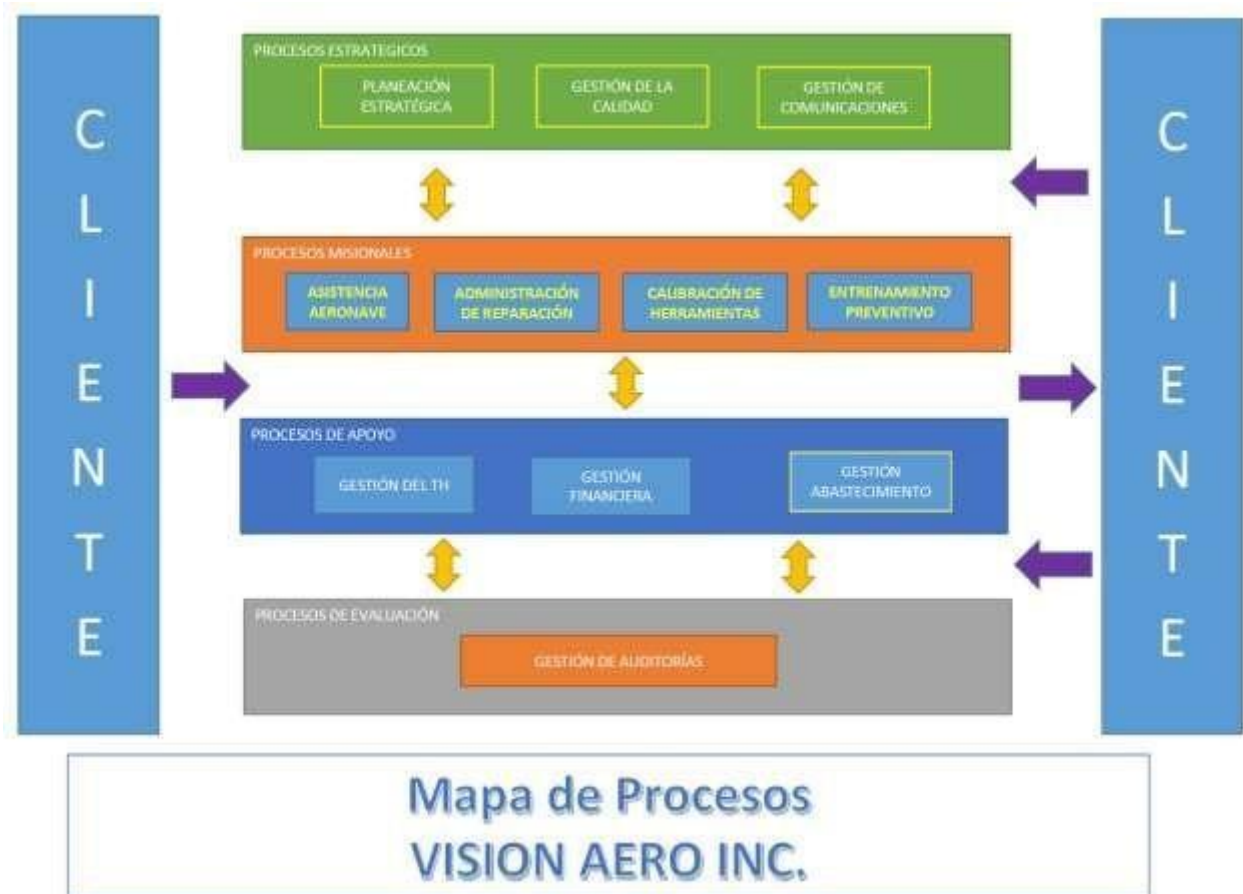 CLIENTE
PROCESOS ESTRATEGICOS
PLANEACIÓN
ESTRATÉGICA
GESTIÓN DE LA
CALIDAD
GESTIÓN DE
COMUNICACIONES
PROCESOS MISIONALES
ASISTENCIA
AERONAVE
ADMINISTRACIÓN
DE REPARACIÓN
CALIBRACIÓN DE
HERRAMIENTAS
ENTRENAMIENTO
PREVENTIVO
PROCESOS DE APOYO
GESTIÓN DEL TH
GESTIÓN
FINANCIERA
GESTIÓN
ABASTECIMIENTO
PROCESOS DE EVALUACIÓN
GESTIÓN DE AUDITORÍAS
CLIENTE
Mapa de Procesos
VISION AERO INC.